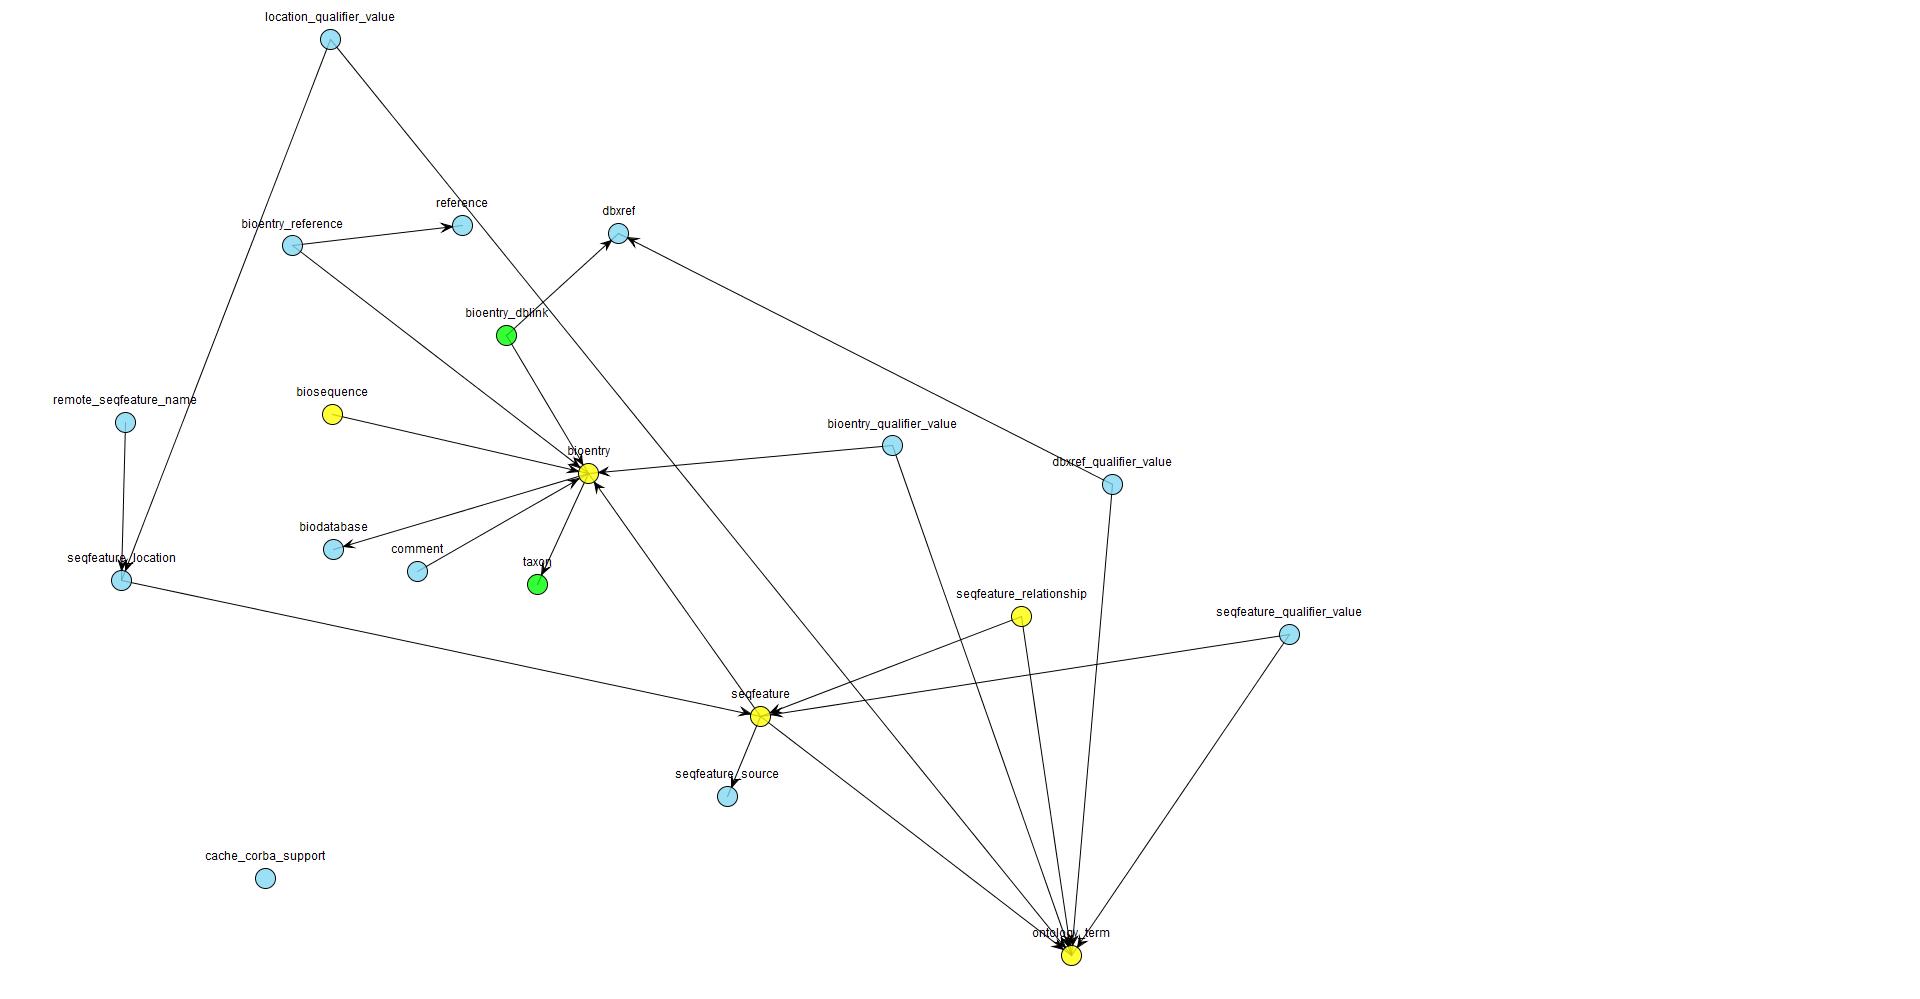 location_qualifier_value
reference
dbxref
bioentry_reference
bioentry_dblink
biosequence
remote_seqfeature_name
bioentry_qualifier_value
bioentry
dbxref_qualifier_value
biodatabase
comment
seqfeature_location
taxon
seqfeature_relationship
seqfeature_qualifier_value
seqfeature
seqfeature_source
cache_corba_support
ontology_term